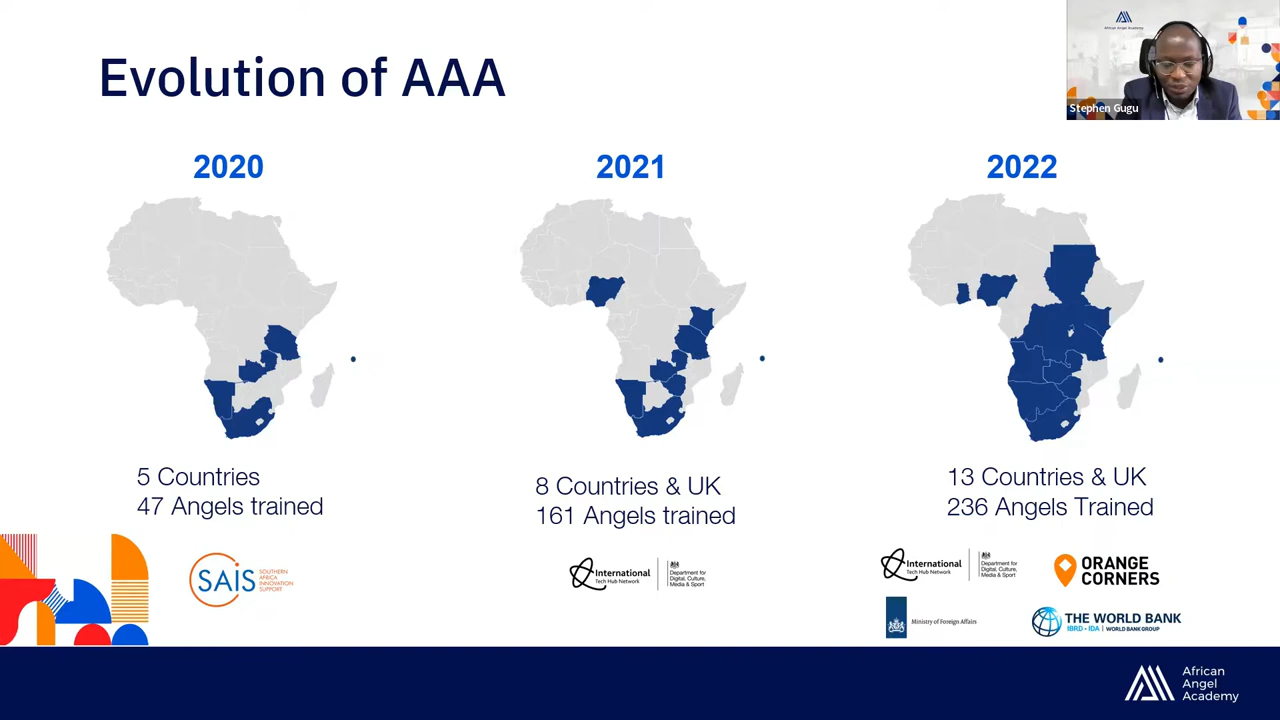 Evolution of AAA
Stephen Gugu
2020
2021
2022
5 Countries
47 Angels trained
8 Countries & UK
161 Angels trained
13 Countries & UK
236 Angels Trained
SAIS
SOUTHERN
AFRICA
INNOVATION
SUPPORT
International
Tech Hub Network
Department for
Digital, Culture,
Media & Sport
International
Tech Hub Network
Department for
Digital, Culture,
Media & Sport
ORANGE
CORNERS
Ministry of Foreign Affairs
THE WORLD BANK
IBRD • IDA | WORLD BANK GROUP
African
Angel
Academy